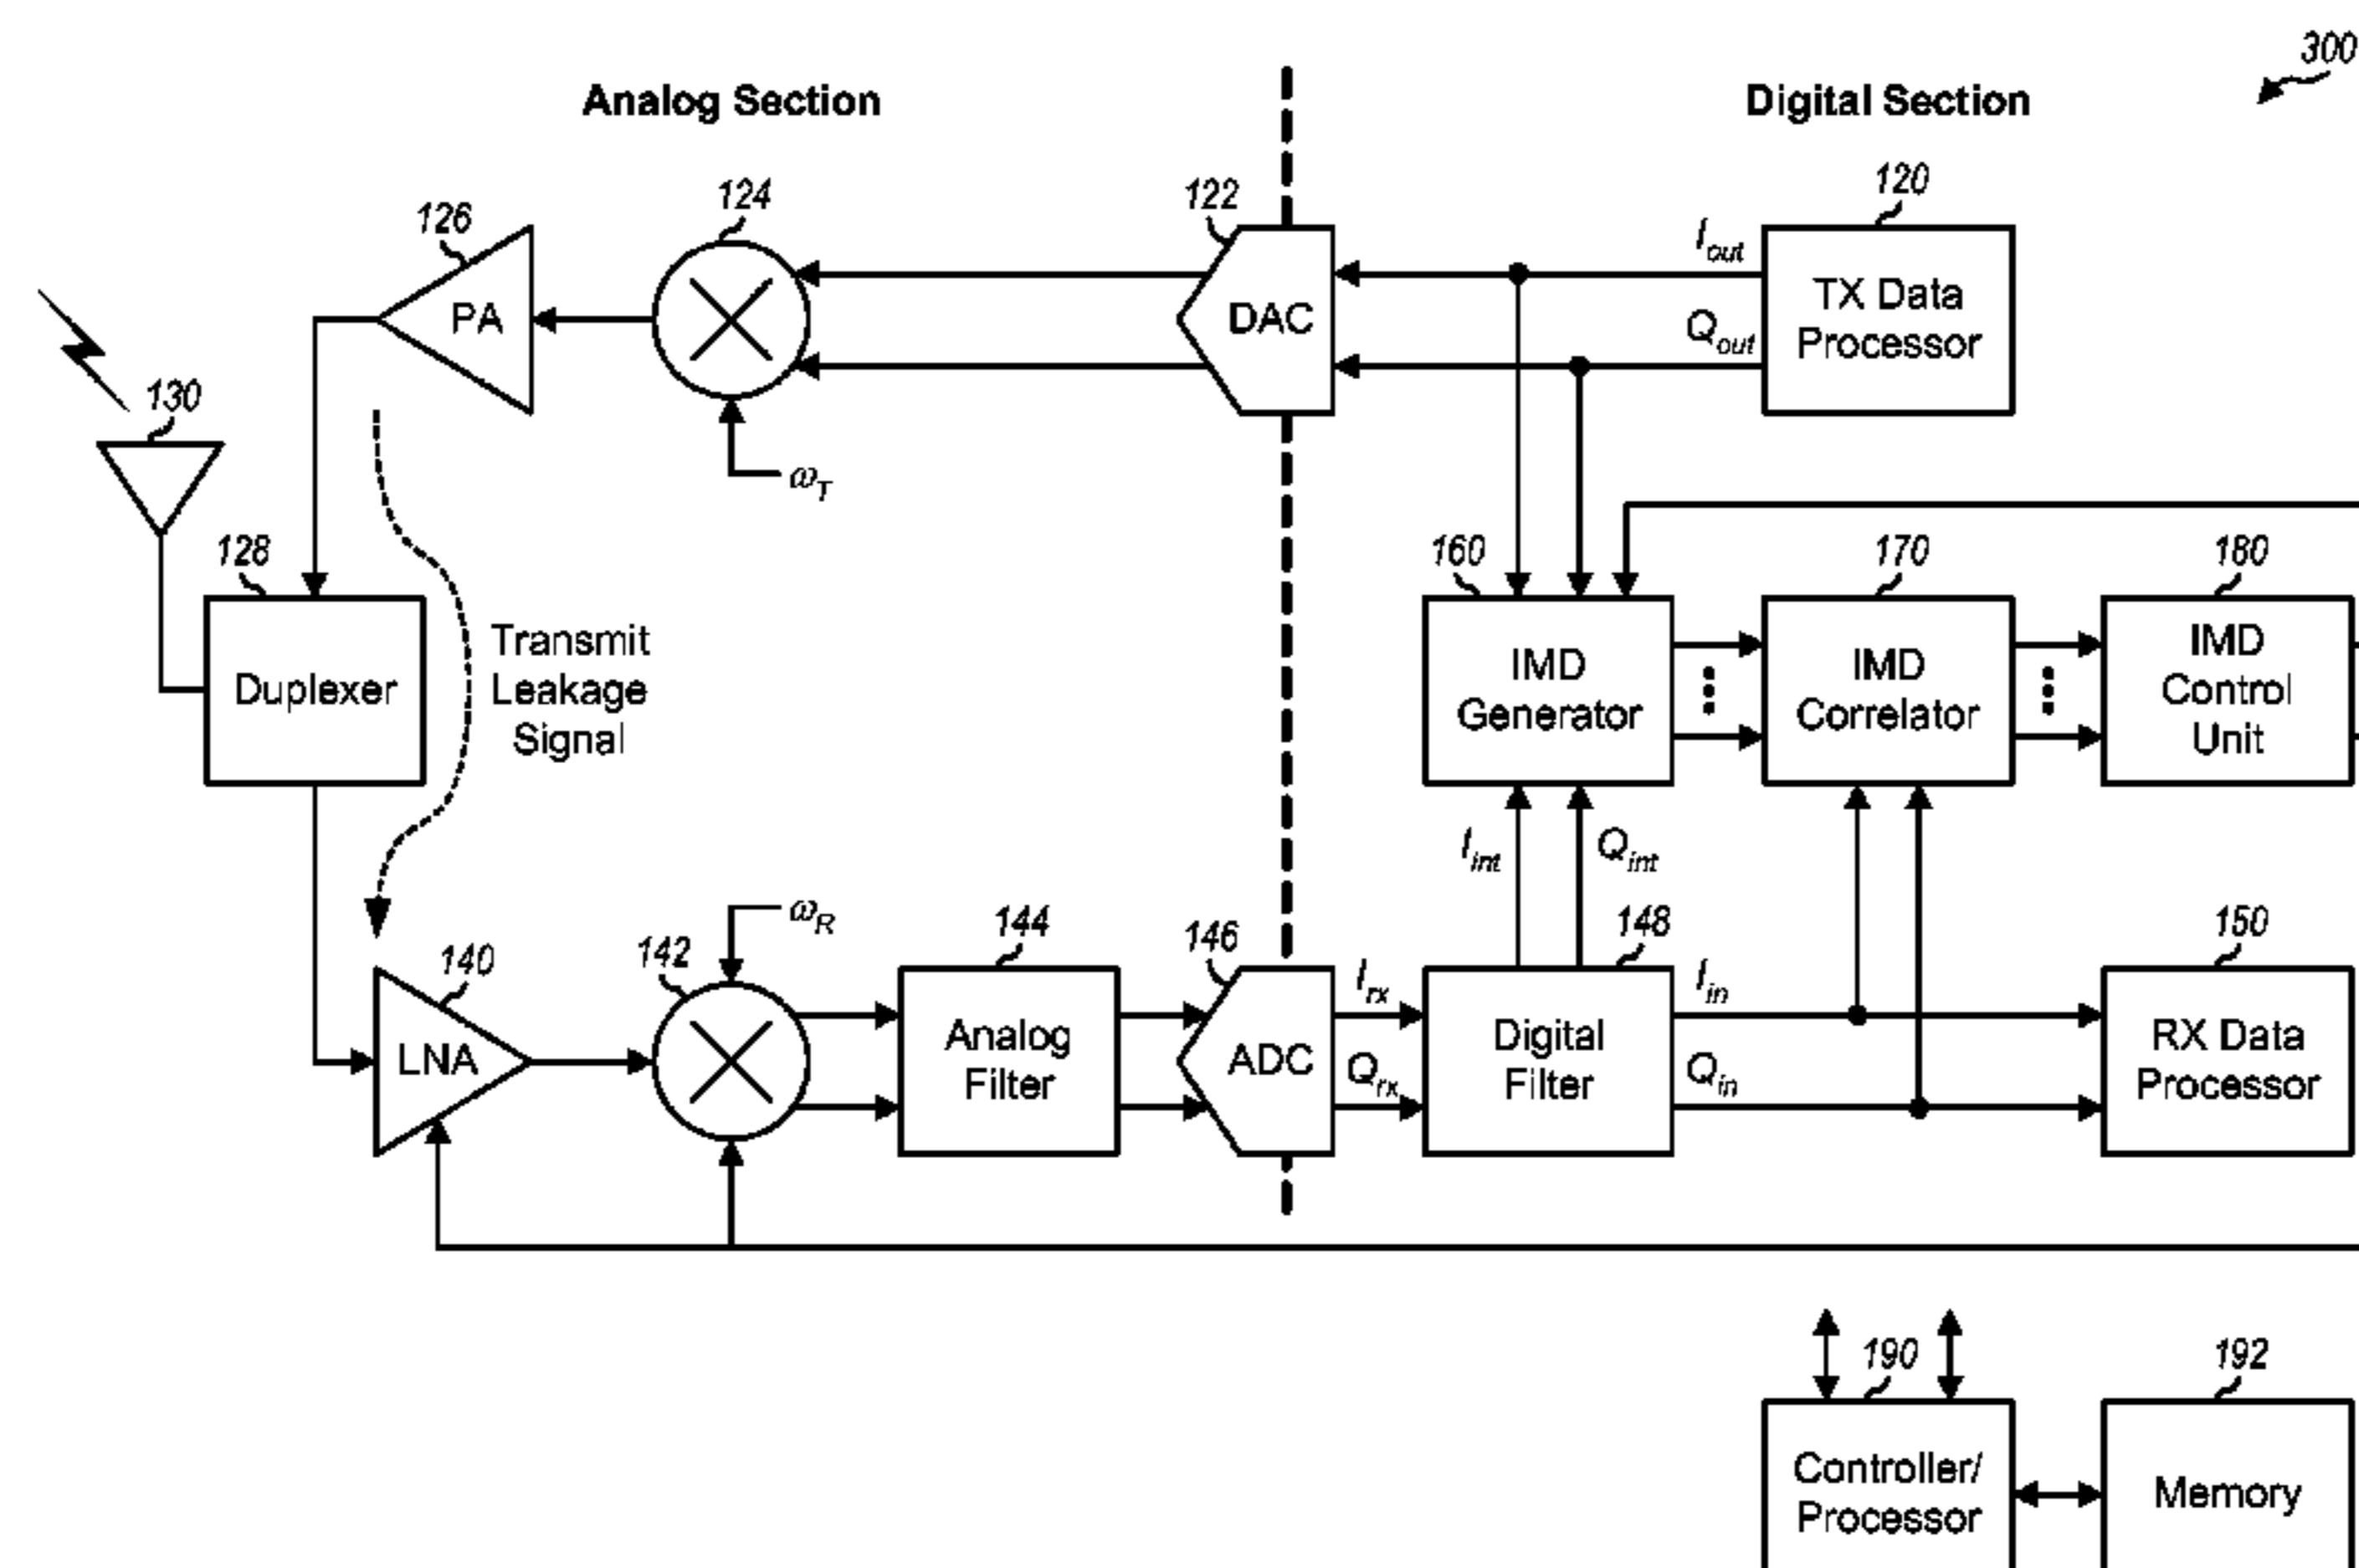 300
Analog Section
Digital Section
126
124
122
120
PA
DAC
I_out
Q_out
TX Data
Processor
ω_T
130
128
Duplexer
Transmit
Leakage
Signal
160
170
180
IMD
Generator
IMD
Correlator
IMD
Control
Unit
I_int
Q_int
140
142
ω_R
144
146
148
150
LNA
Analog
Filter
ADC
I_rx
Q_rx
Digital
Filter
I_in
Q_in
RX Data
Processor
190
192
Controller/
Processor
Memory